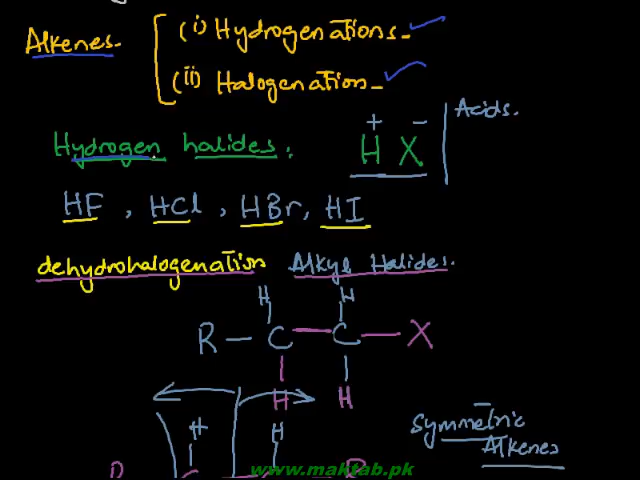 Alkenes.
(i) Hydrogenations
(ii) Halogenation
Hydrogen halides.
+ -
H X
Acids.
HF, HCl, HBr, HI
dehydrohalogenation Alkyl Halides.
H H
R - C - C - X
H H
H H
Symmetric
Alkenes
R C C R
www.maktab.pk